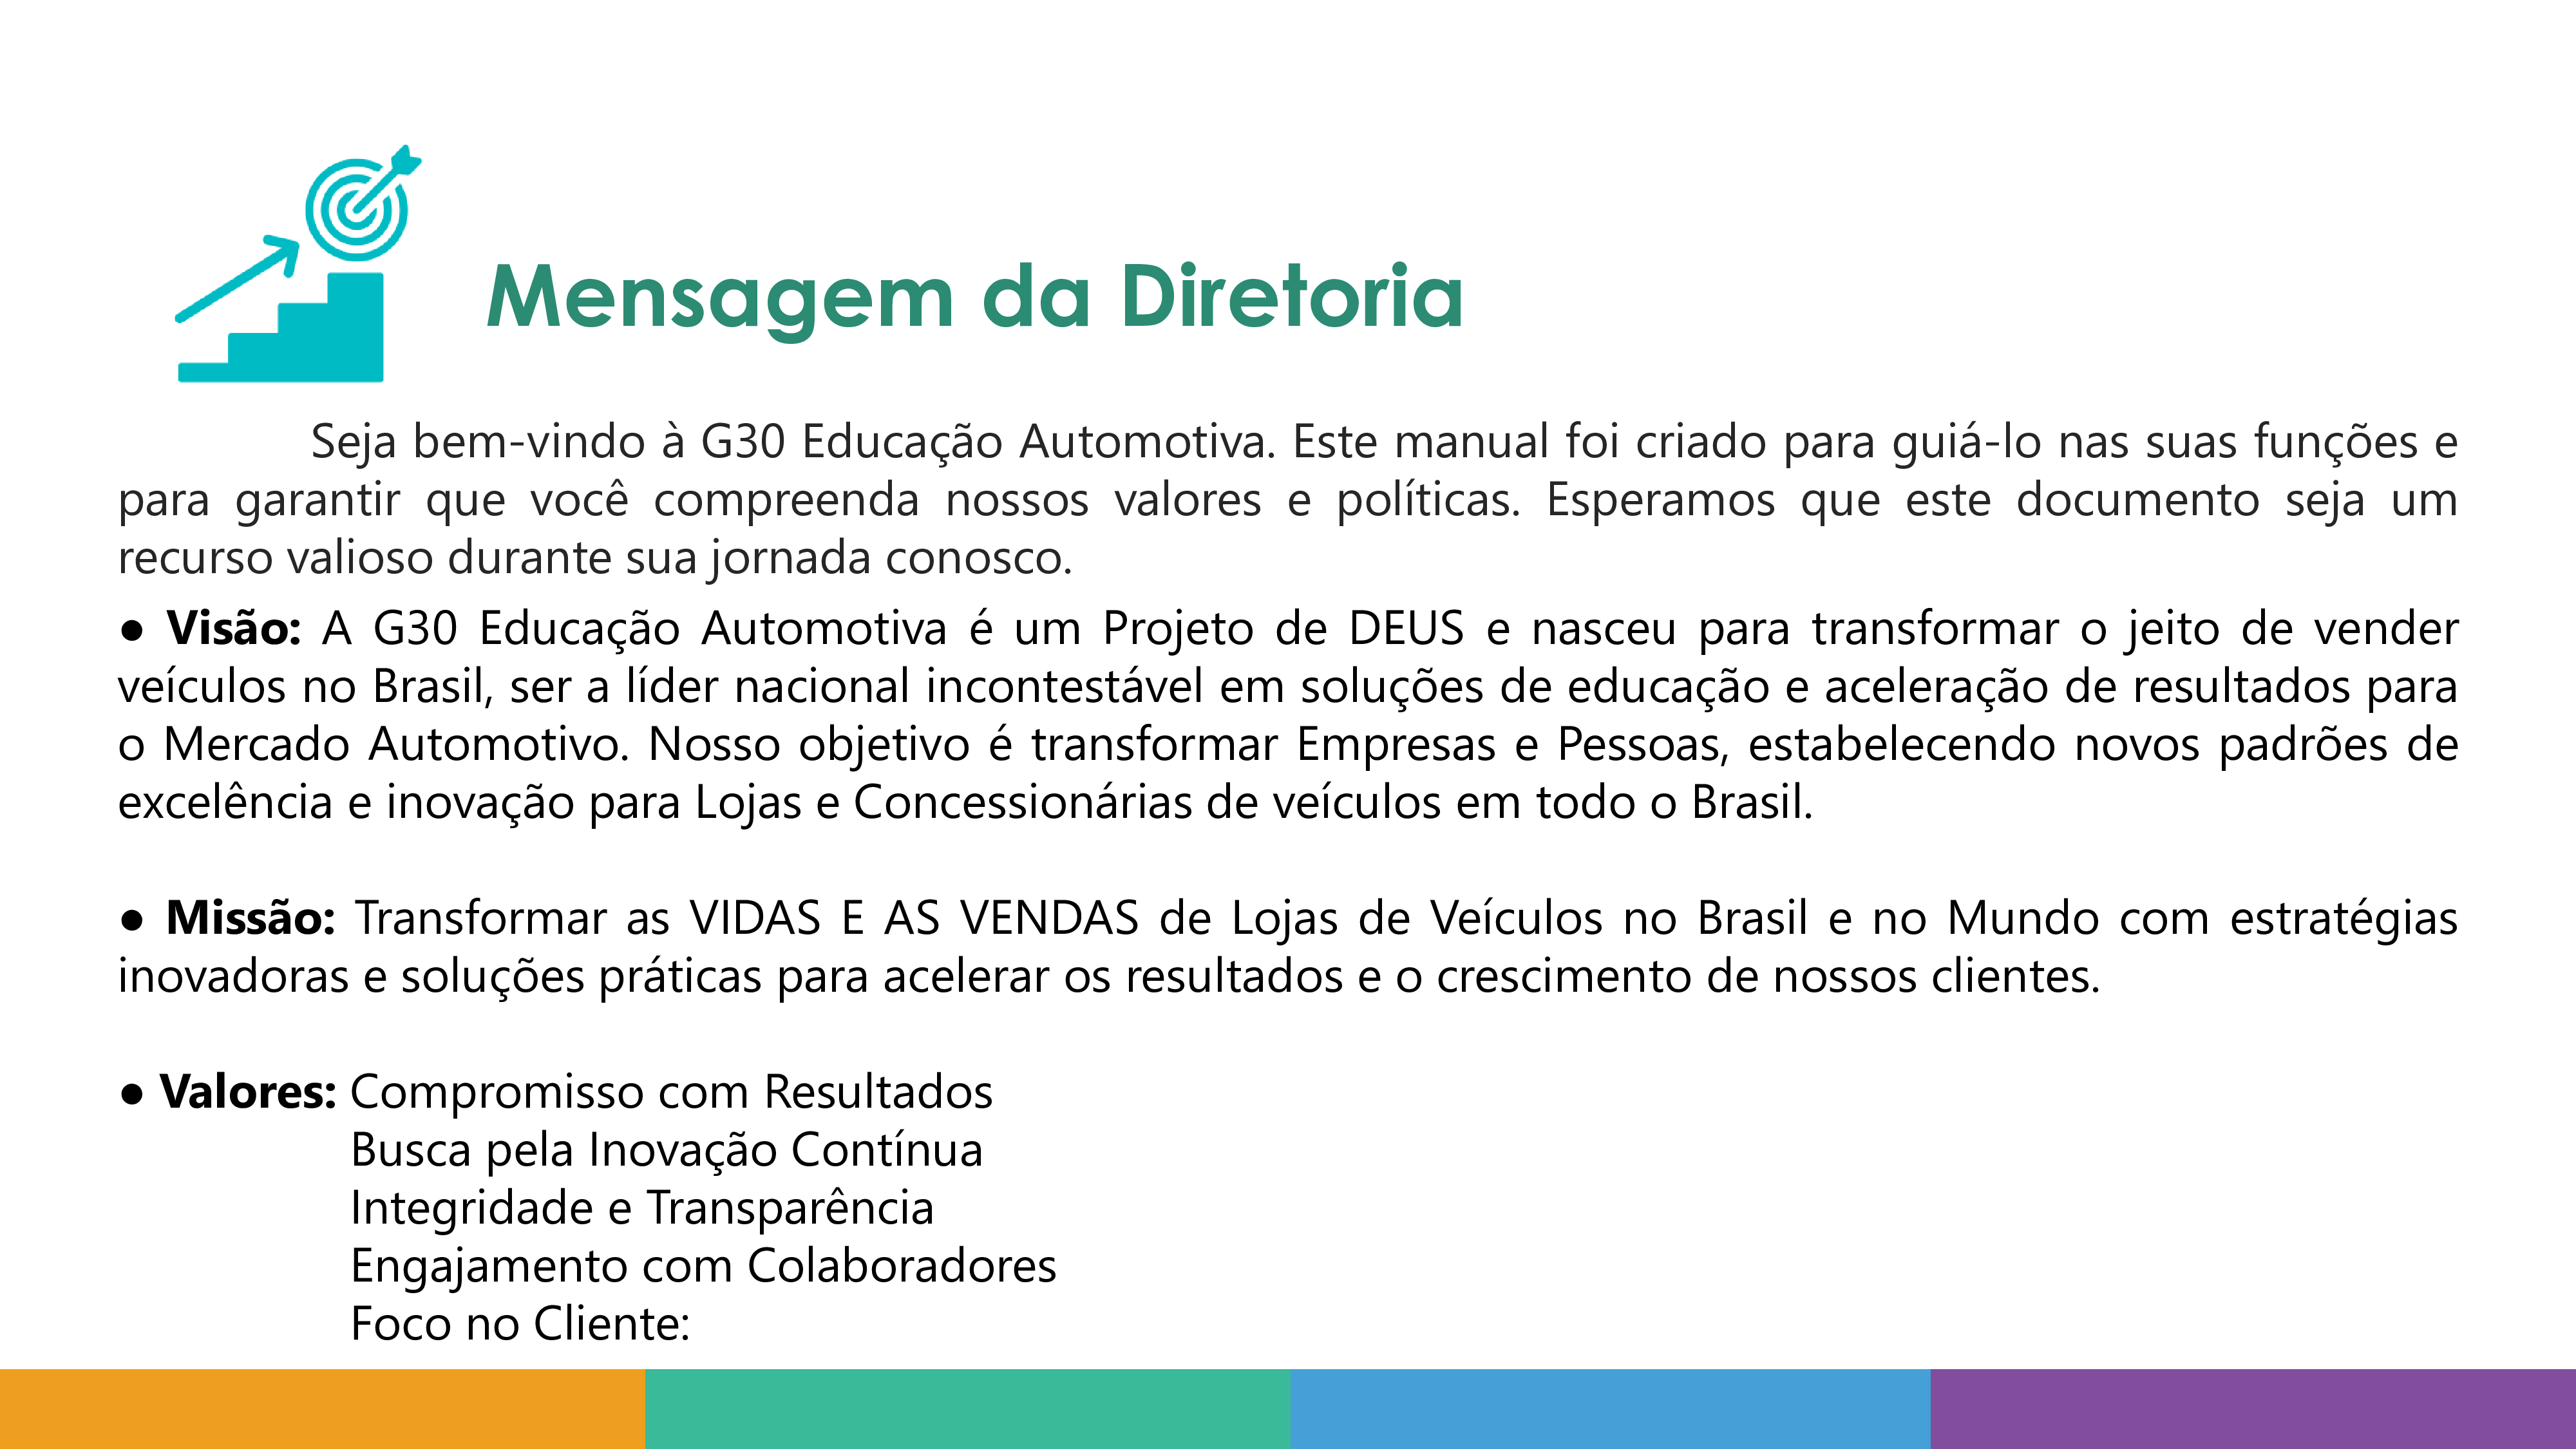 Mensagem da Diretoria
Seja bem-vindo à G30 Educação Automotiva. Este manual foi criado para guiá-lo nas suas funções e
para garantir que você compreenda nossos valores e políticas. Esperamos que este documento seja um
recurso valioso durante sua jornada conosco.
● Visão: A G30 Educação Automotiva é um Projeto de DEUS e nasceu para transformar o jeito de vender
veículos no Brasil, ser a líder nacional incontestável em soluções de educação e aceleração de resultados para
o Mercado Automotivo. Nosso objetivo é transformar Empresas e Pessoas, estabelecendo novos padrões de
excelência e inovação para Lojas e Concessionárias de veículos em todo o Brasil.
● Missão: Transformar as VIDAS E AS VENDAS de Lojas de Veículos no Brasil e no Mundo com estratégias
inovadoras e soluções práticas para acelerar os resultados e o crescimento de nossos clientes.
● Valores: Compromisso com Resultados
Busca pela Inovação Contínua
Integridade e Transparência
Engajamento com Colaboradores
Foco no Cliente: